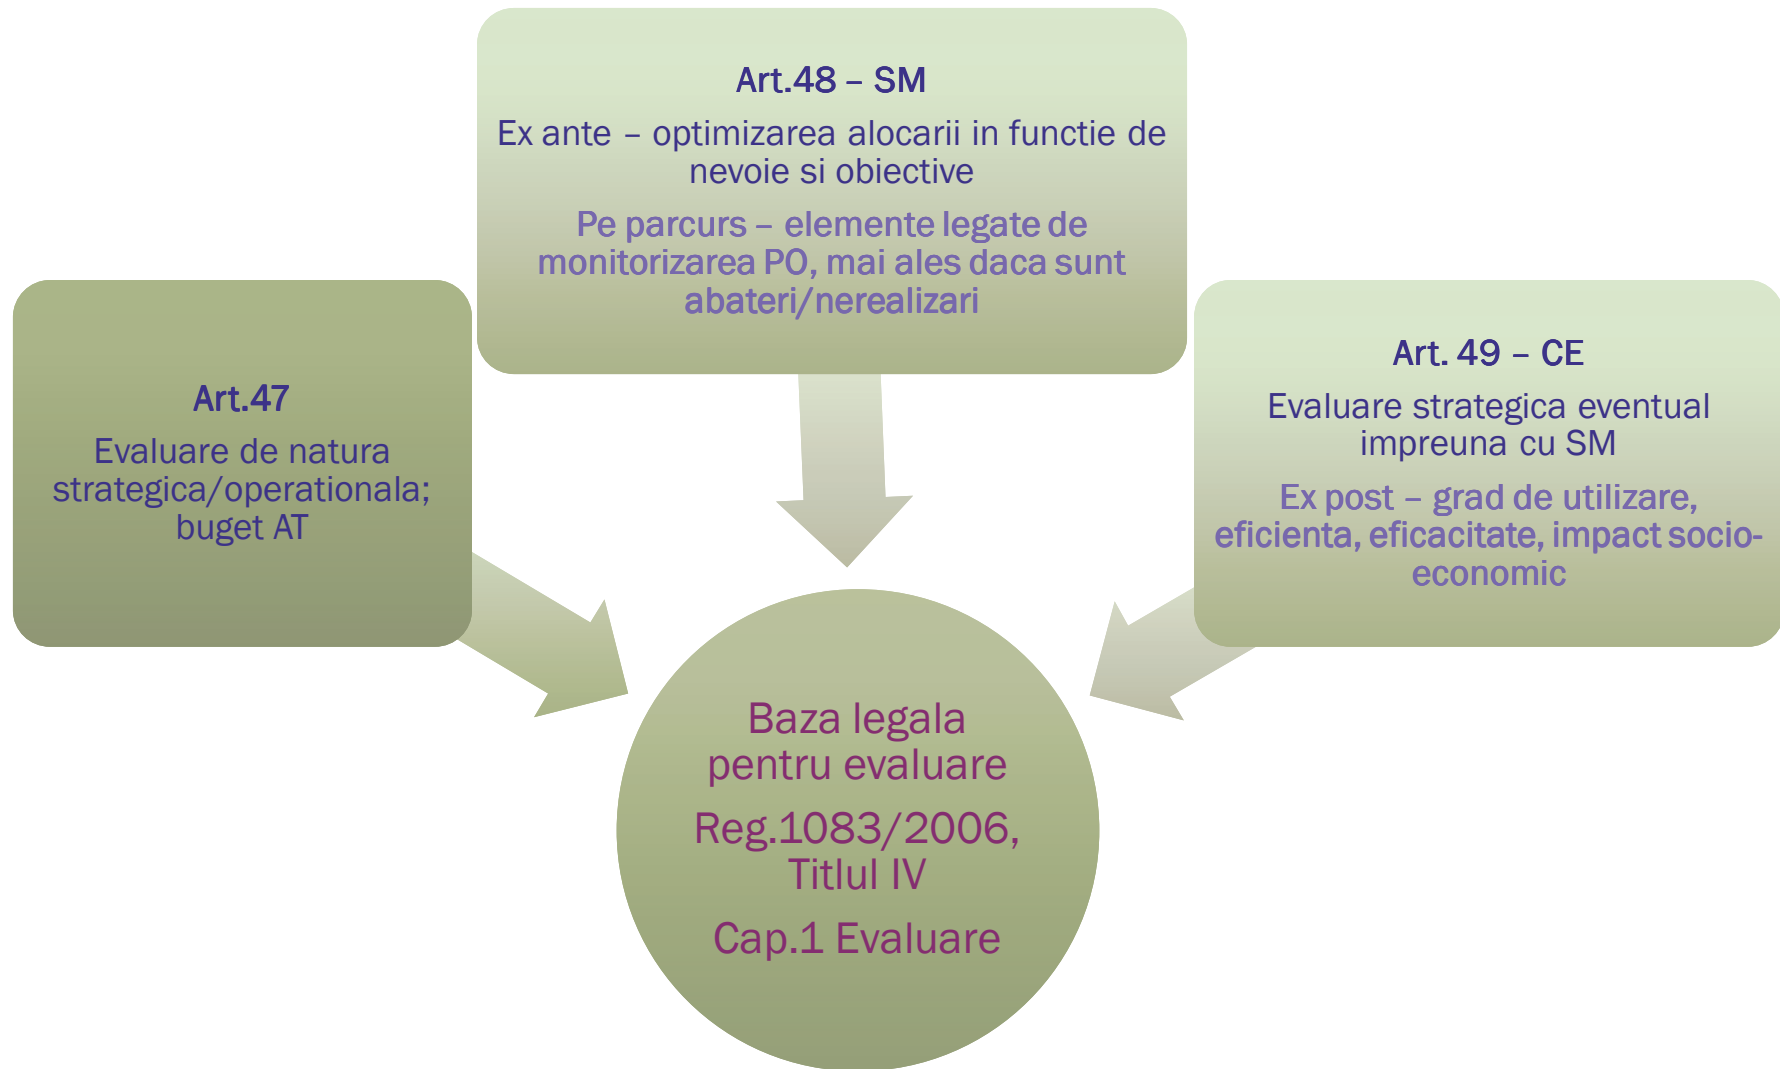 Art.48 – SM
Ex ante – optimizarea alocarii in functie de
nevoie si obiective
Pe parcurs – elemente legate de
monitorizarea PO, mai ales daca sunt
abateri/nerealizari
Art.47
Evaluare de natura
strategica/operationala;
buget AT
Art. 49 – CE
Evaluare strategica eventual
impreuna cu SM
Ex post – grad de utilizare,
eficienta, eficacitate, impact socio-
economic
Baza legala
pentru evaluare
Reg.1083/2006,
Titlul IV
Cap.1 Evaluare